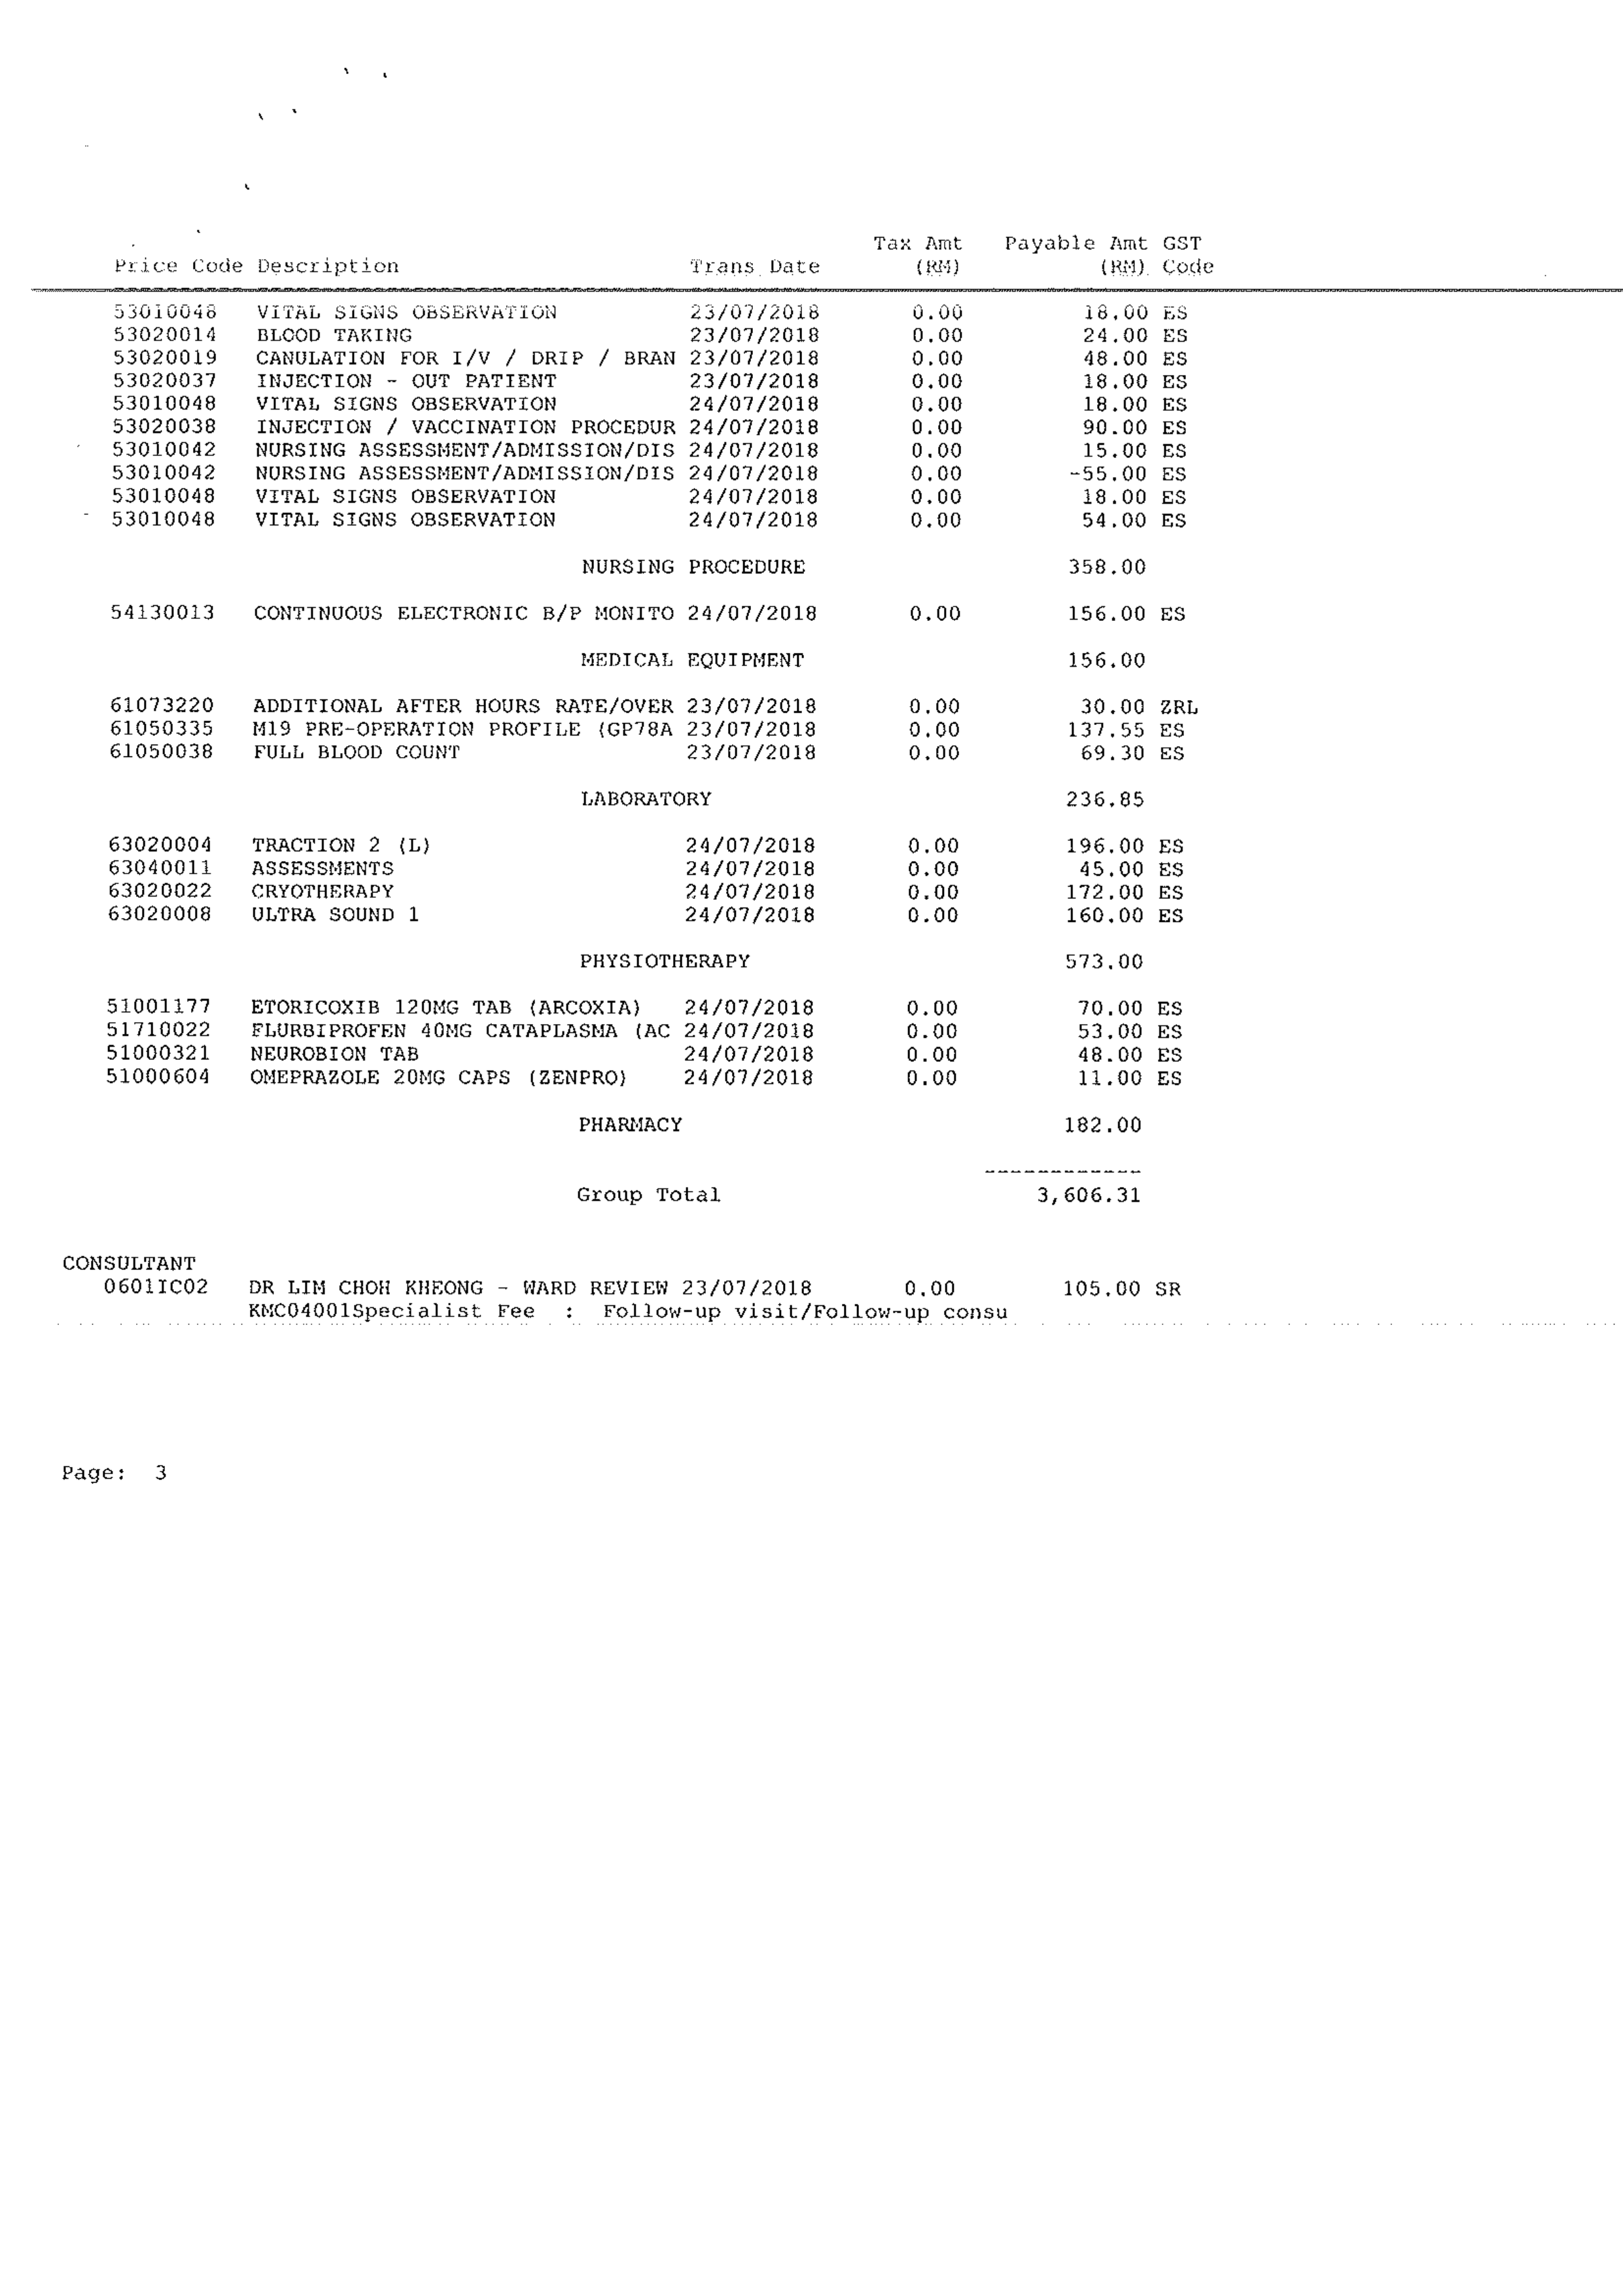 Tax Amt Payable Amt GST
Price Code Description Trans Date (RM) (RM) Code
53010048 VITAL SIGNS OBSERVATION 23/07/2018 0.00 18.00 ES
53020014 BLOOD TAKING 23/07/2018 0.00 24.00 ES
53020019 CANULATION FOR I/V / DRIP / BRAN 23/07/2018 0.00 48.00 ES
53020037 INJECTION - OUT PATIENT 23/07/2018 0.00 18.00 ES
53010048 VITAL SIGNS OBSERVATION 24/07/2018 0.00 18.00 ES
53020038 INJECTION / VACCINATION PROCEDUR 24/07/2018 0.00 90.00 ES
53010042 NURSING ASSESSMENT/ADMISSION/DIS 24/07/2018 0.00 15.00 ES
53010042 NURSING ASSESSMENT/ADMISSION/DIS 24/07/2018 0.00 -55.00 ES
53010048 VITAL SIGNS OBSERVATION 24/07/2018 0.00 18.00 ES
53010048 VITAL SIGNS OBSERVATION 24/07/2018 0.00 54.00 ES
NURSING PROCEDURE 358.00
54130013 CONTINUOUS ELECTRONIC B/P MONITO 24/07/2018 0.00 156.00 ES
MEDICAL EQUIPMENT 156.00
61073220 ADDITIONAL AFTER HOURS RATE/OVER 23/07/2018 0.00 30.00 ZRL
61050335 M19 PRE-OPERATION PROFILE (GP78A 23/07/2018 0.00 137.55 ES
61050038 FULL BLOOD COUNT 23/07/2018 0.00 69.30 ES
LABORATORY 236.85
63020004 TRACTION 2 (L) 24/07/2018 0.00 196.00 ES
63040011 ASSESSMENTS 24/07/2018 0.00 45.00 ES
63020022 CRYOTHERAPY 24/07/2018 0.00 172.00 ES
63020008 ULTRA SOUND 1 24/07/2018 0.00 160.00 ES
PHYSIOTHERAPY 573.00
51001177 ETORICOXIB 120MG TAB (ARCOXIA) 24/07/2018 0.00 70.00 ES
51710022 FLURBIPROFEN 40MG CATAPLASMA (AC 24/07/2018 0.00 53.00 ES
51000321 NEUROBION TAB 24/07/2018 0.00 48.00 ES
51000604 OMEPRAZOLE 20MG CAPS (ZENPRO) 24/07/2018 0.00 11.00 ES
PHARMACY 182.00
------------
Group Total 3,606.31
CONSULTANT
0601IC02 DR LIM CHOH KHEONG - WARD REVIEW 23/07/2018 0.00 105.00 SR
KMC04001Specialist Fee : Follow-up visit/Follow-up consu
Page: 3